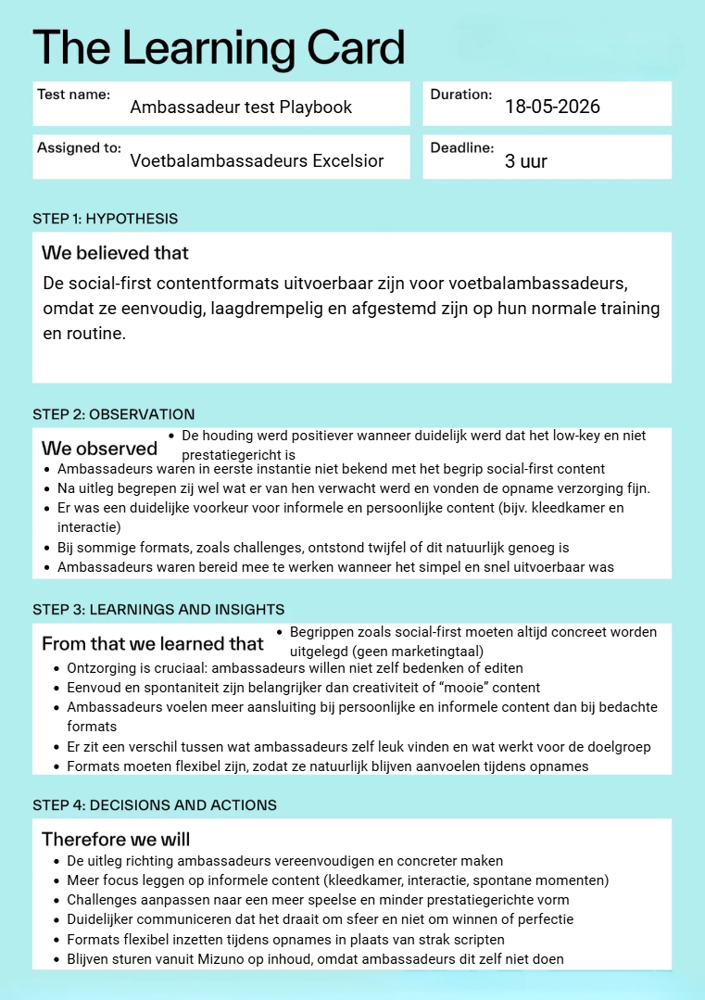 The Learning Card
Test name:
Ambassadeur test Playbook
Duration:
18-05-2026
Assigned to:
Voetbalambassadeurs Excelsior
Deadline:
3 uur
STEP 1: HYPOTHESIS
We believed that
De social-first contentformats uitvoerbaar zijn voor voetbalambassadeurs,
omdat ze eenvoudig, laagdrempelig en afgestemd zijn op hun normale training
en routine.
STEP 2: OBSERVATION
We observed
• De houding werd positiever wanneer duidelijk werd dat het low-key en niet
prestatiegericht is
• Ambassadeurs waren in eerste instantie niet bekend met het begrip social-first content
• Na uitleg begrepen zij wel wat er van hen verwacht werd en vonden de opname verzorging fijn.
• Er was een duidelijke voorkeur voor informele en persoonlijke content (bijv. kleedkamer en
interactie)
• Bij sommige formats, zoals challenges, ontstond twijfel of dit natuurlijk genoeg is
• Ambassadeurs waren bereid mee te werken wanneer het simpel en snel uitvoerbaar was
STEP 3: LEARNINGS AND INSIGHTS
From that we learned that
• Begrippen zoals social-first moeten altijd concreet worden
uitgelegd (geen marketingtaal)
• Ontzorging is cruciaal: ambassadeurs willen niet zelf bedenken of editen
• Eenvoud en spontaniteit zijn belangrijker dan creativiteit of “mooie” content
• Ambassadeurs voelen meer aansluiting bij persoonlijke en informele content dan bij bedachte
formats
• Er zit een verschil tussen wat ambassadeurs zelf leuk vinden en wat werkt voor de doelgroep
• Formats moeten flexibel zijn, zodat ze natuurlijk blijven aanvoelen tijdens opnames
STEP 4: DECISIONS AND ACTIONS
Therefore we will
• De uitleg richting ambassadeurs vereenvoudigen en concreter maken
• Meer focus leggen op informele content (kleedkamer, interactie, spontane momenten)
• Challenges aanpassen naar een meer speelse en minder prestatiegerichte vorm
• Duidelijker communiceren dat het draait om sfeer en niet om winnen of perfectie
• Formats flexibel inzetten tijdens opnames in plaats van strak scripten
• Blijven sturen vanuit Mizuno op inhoud, omdat ambassadeurs dit zelf niet doen